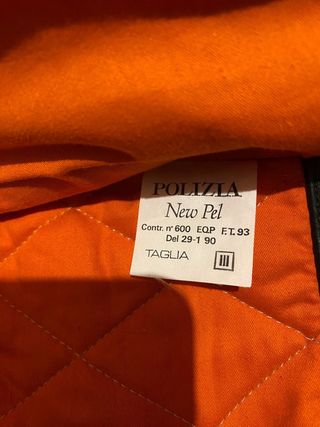 POLIZIA
New Pel
Contr. n° 600 EQP F.T. 93
Del 29-1 90
TAGLIA III